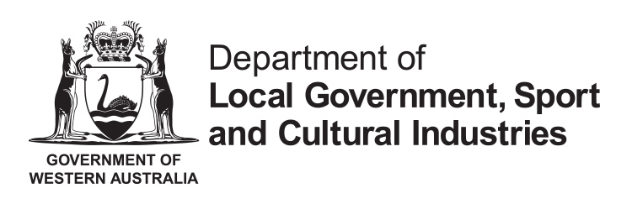 Department of
Local Government, Sport
and Cultural Industries
GOVERNMENT OF
WESTERN AUSTRALIA